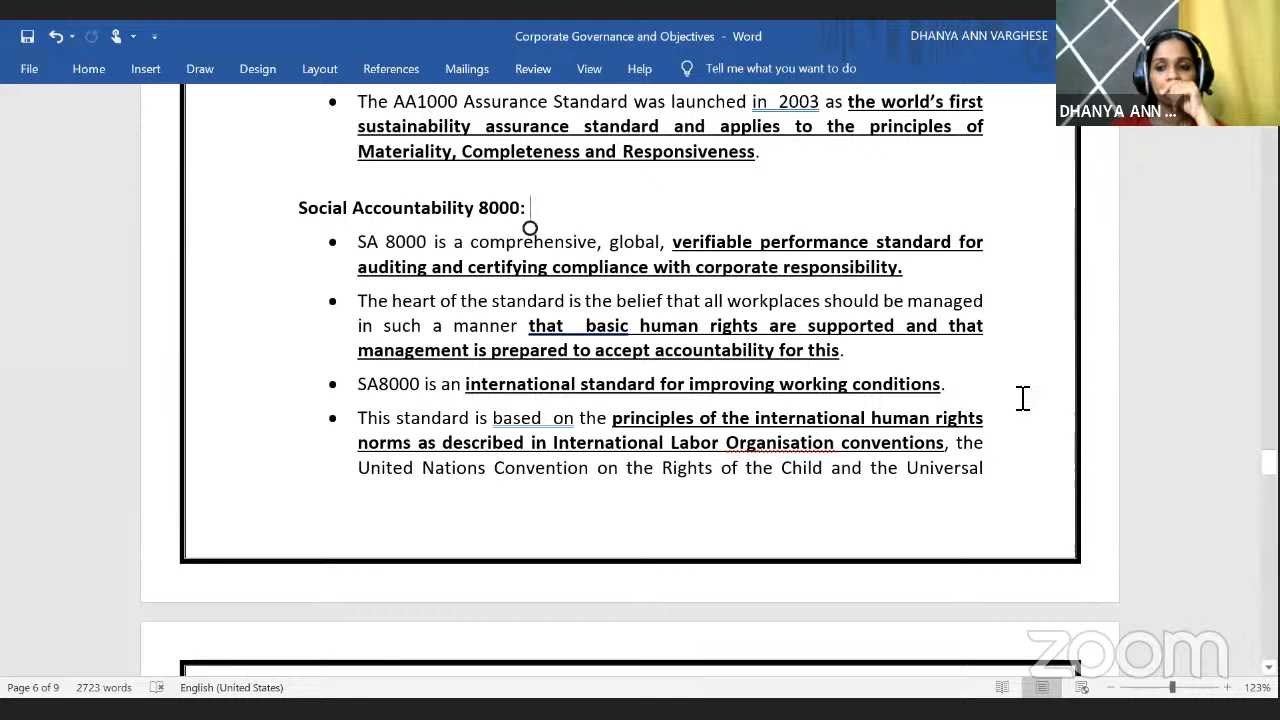 Corporate Governance and Objectives - Word
DHANYA ANN VARGHESE
File Home Insert Draw Design Layout References Mailings Review View Help Tell me what you want to do
DHANYA ANN ...
• The AA1000 Assurance Standard was launched in 2003 as the world's first
sustainability assurance standard and applies to the principles of
Materiality, Completeness and Responsiveness.
Social Accountability 8000:
• SA 8000 is a comprehensive, global, verifiable performance standard for
auditing and certifying compliance with corporate responsibility.
• The heart of the standard is the belief that all workplaces should be managed
in such a manner that basic human rights are supported and that
management is prepared to accept accountability for this.
• SA8000 is an international standard for improving working conditions.
• This standard is based on the principles of the international human rights
norms as described in International Labor Organisation conventions, the
United Nations Convention on the Rights of the Child and the Universal
zoom
Page 6 of 9 2723 words English (United States) 123%